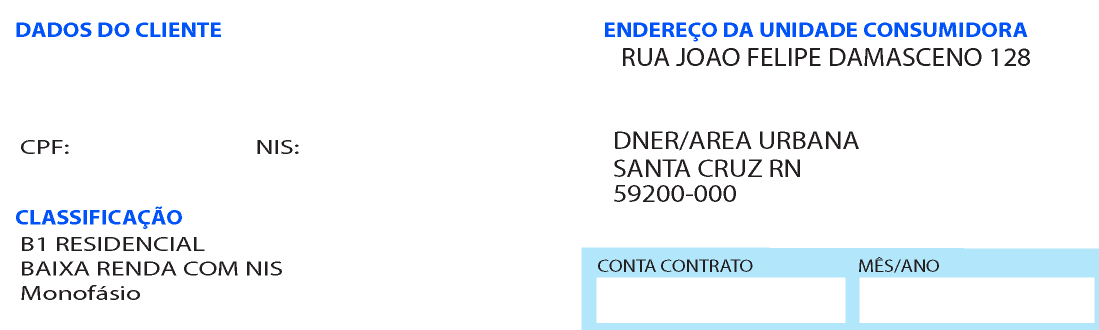 DADOS DO CLIENTE
CPF: NIS:
CLASSIFICAÇÃO
B1 RESIDENCIAL
BAIXA RENDA COM NIS
Monofásio
ENDEREÇO DA UNIDADE CONSUMIDORA
RUA JOAO FELIPE DAMASCENO 128
DNER/AREA URBANA
SANTA CRUZ RN
59200-000
CONTA CONTRATO MÊS/ANO